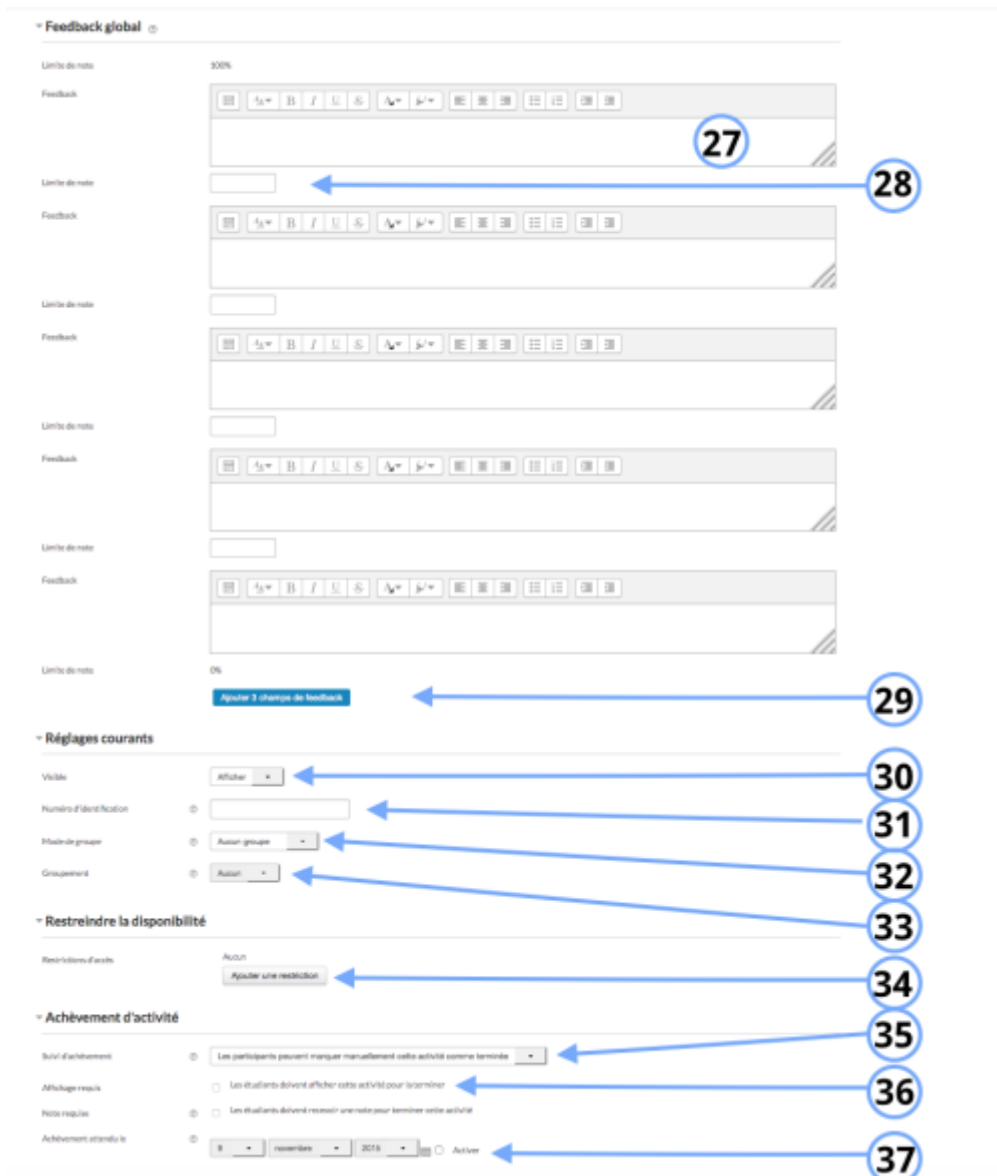 Feedback global
Limite de note 100%
Feedback
B I U S
27
Limite de note
28
Feedback
B I U S
Limite de note
Feedback
B I U S
Limite de note
Feedback
B I U S
Limite de note
Feedback
B I U S
Limite de note 0%
Ajouter 3 champs de feedback
29
Réglages courants
Visible Afficher
30
Numéro d'identification
31
Mode de groupe Aucun groupe
32
Groupement Aucun
33
Restreindre la disponibilité
Restrictions d'accès Aucun
Ajouter une restriction
34
Achèvement d'activité
35
Suivi d'achèvement Les participants peuvent marquer manuellement cette activité comme terminée
Affichage requis Les étudiants doivent afficher cette activité pour la terminer
36
Note requise Les étudiants doivent recevoir une note pour terminer cette activité
Achèvement attendu le novembre Activer
37